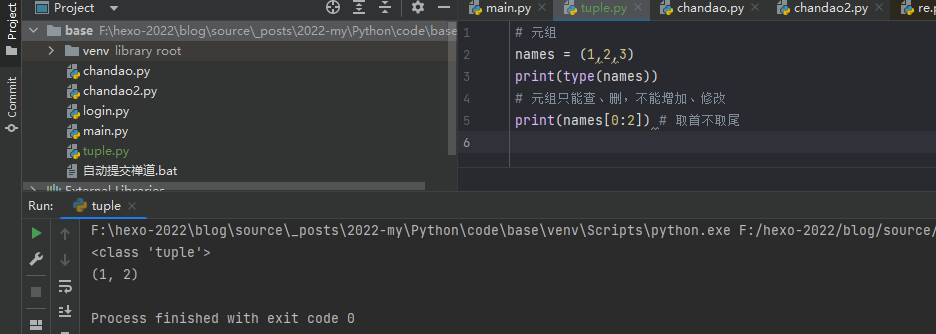 Project
Commit
Project
base F:\hexo-2022\blog\source\_posts\2022-my\Python\code\base
venv library root
chandao.py
chandao2.py
login.py
main.py
tuple.py
自动提交禅道.bat
External Libraries
main.py
tuple.py
chandao.py
chandao2.py
re.p
1 # 元组
2 names = (1,2,3)
3 print(type(names))
4 # 元组只能查、删，不能增加、修改
5 print(names[0:2]) # 取首不取尾
6
Run: tuple
F:\hexo-2022\blog\source\_posts\2022-my\Python\code\base\venv\Scripts\python.exe F:/hexo-2022/blog/source/
<class 'tuple'>
(1, 2)
Process finished with exit code 0